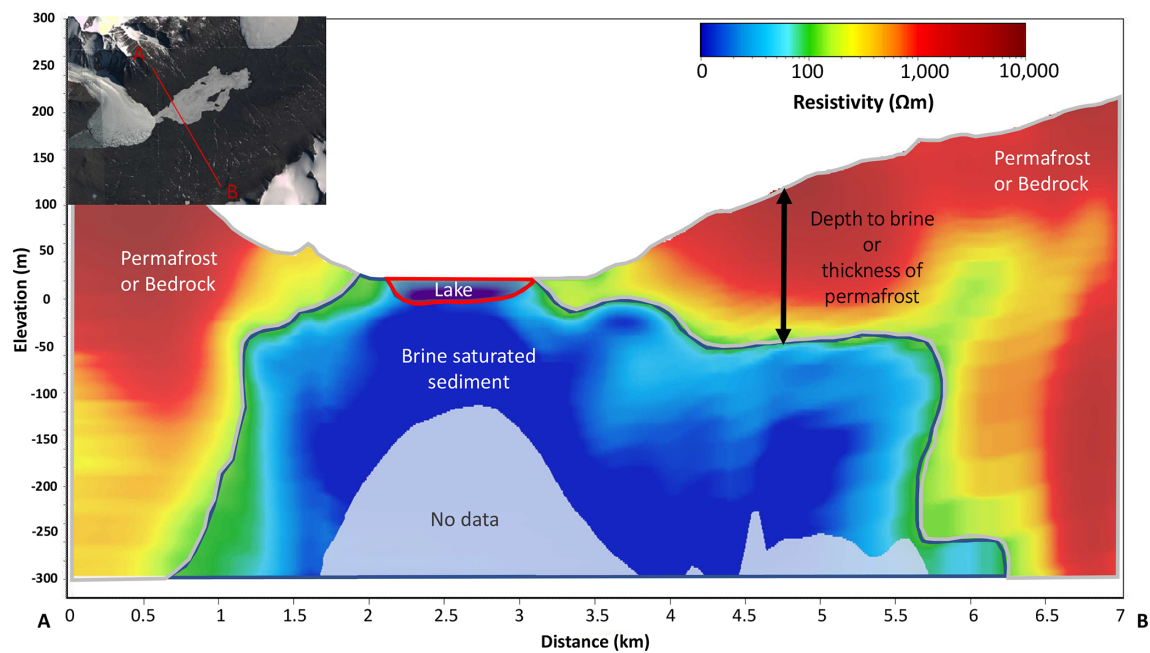 300
250
200
150
100
50
0
-50
-100
-150
-200
-250
-300
Elevation (m)
A
B
0
100
1,000
10,000
Resistivity (Ωm)
Permafrost
or Bedrock
Permafrost
or Bedrock
Depth to brine
or
thickness of
permafrost
Lake
Brine saturated
sediment
No data
0
0.5
1
1.5
2
2.5
3
3.5
4
4.5
5
5.5
6
6.5
7
A
B
Distance (km)